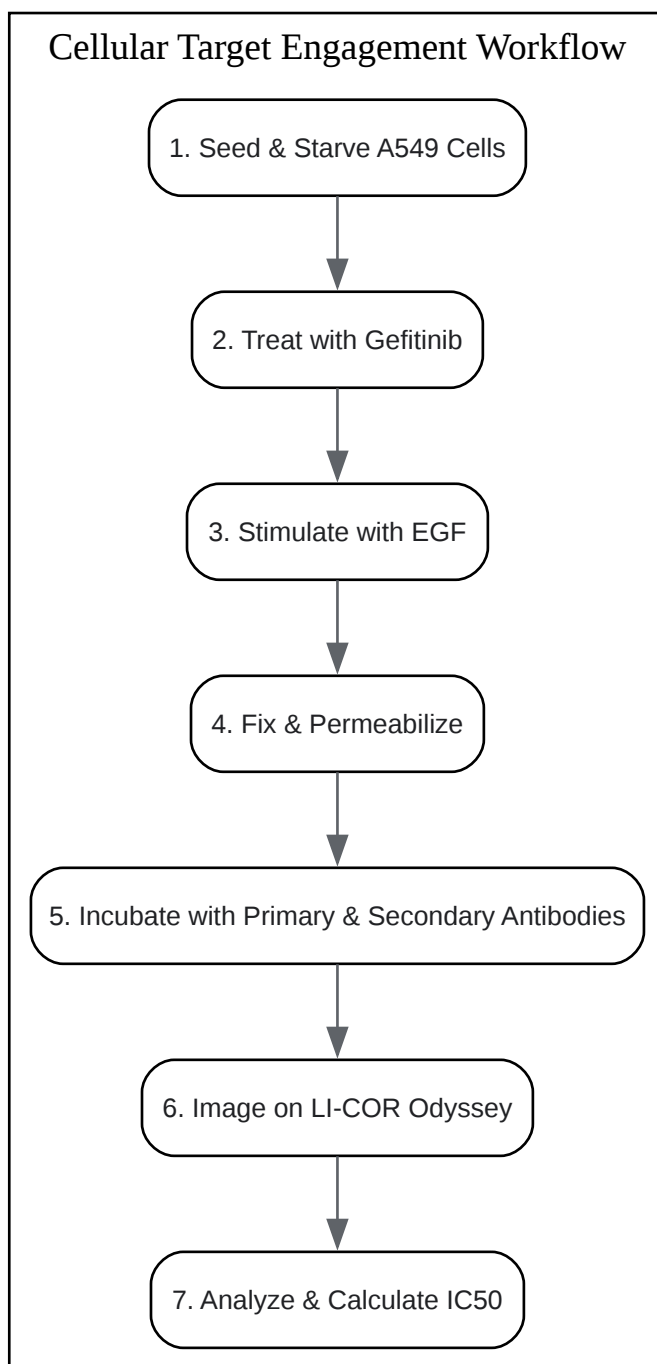 Cellular Target Engagement Workflow
1. Seed & Starve A549 Cells
2. Treat with Gefitinib
3. Stimulate with EGF
4. Fix & Permeabilize
5. Incubate with Primary & Secondary Antibodies
6. Image on LI-COR Odyssey
7. Analyze & Calculate IC50